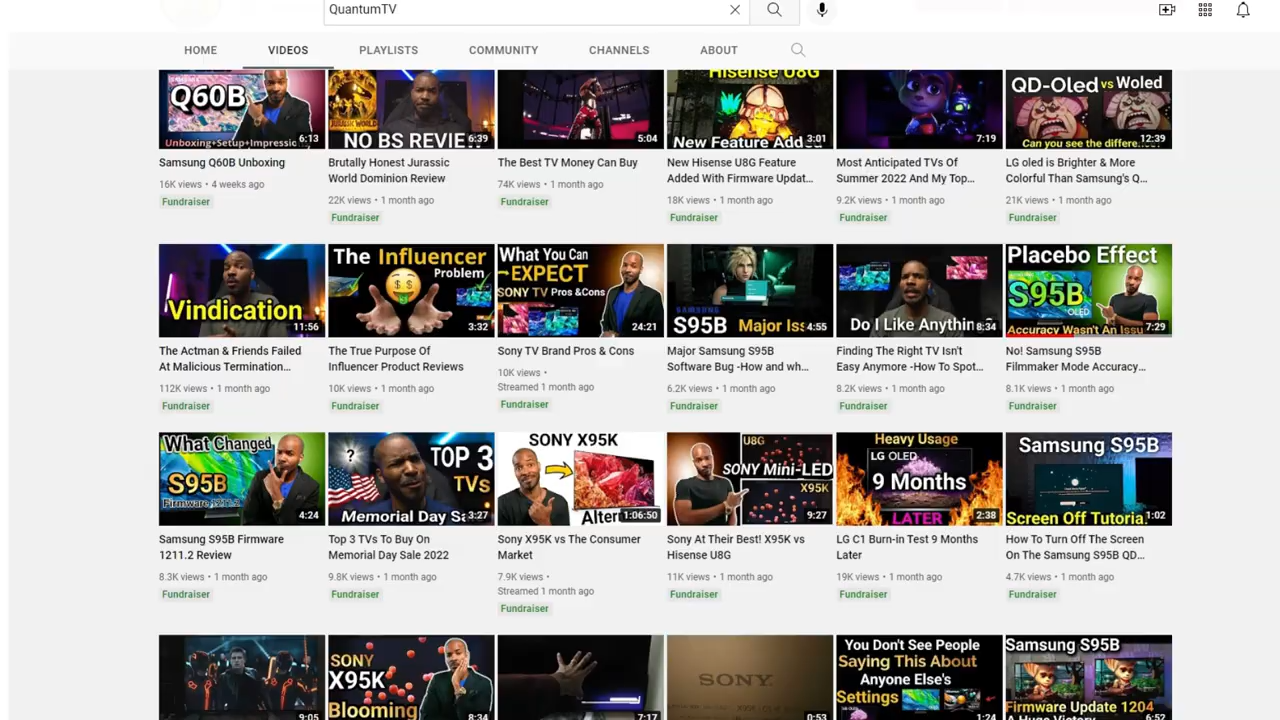 QuantumTV
HOME
VIDEOS
PLAYLISTS
COMMUNITY
CHANNELS
ABOUT
Q60B
Unboxing+Setup+Impressio
6:13
NO BS REVIE
6:39
5:04
Hisense U8G
New Feature Adde
3:01
7:19
QD-Oled vs Woled
Can you see the differe
12:39
Samsung Q60B Unboxing
16K views • 4 weeks ago
Fundraiser
Brutally Honest Jurassic
World Dominion Review
22K views • 1 month ago
Fundraiser
The Best TV Money Can Buy
74K views • 1 month ago
Fundraiser
New Hisense U8G Feature
Added With Firmware Updat...
18K views • 1 month ago
Fundraiser
Most Anticipated TVs Of
Summer 2022 And My Top...
9.2K views • 1 month ago
Fundraiser
LG oled is Brighter & More
Colorful Than Samsung's Q...
21K views • 1 month ago
Fundraiser
Vindication
11:56
The Influencer
Problem
3:32
What You Can
EXPECT
SONY TV Pros &Cons
24:21
SAMSUNG
S95B Major Iss
4:55
Do I Like Anythin
8:34
Placebo Effect
S95B
OLED
Accuracy Wasn't An Issu
7:29
The Actman & Friends Failed
At Malicious Termination...
112K views • 1 month ago
Fundraiser
The True Purpose Of
Influencer Product Reviews
10K views • 1 month ago
Fundraiser
Sony TV Brand Pros & Cons
10K views •
Streamed 1 month ago
Fundraiser
Major Samsung S95B
Software Bug -How and wh...
6.2K views • 1 month ago
Fundraiser
Finding The Right TV Isn't
Easy Anymore -How To Spot...
8.2K views • 1 month ago
Fundraiser
No! Samsung S95B
Filmmaker Mode Accuracy...
8.1K views • 1 month ago
Fundraiser
What Changed
S95B
Firmware 1211.2
4:24
?
TOP 3
TVs
Memorial Day Sa
3:27
SONY X95K
Altern
1:06:50
U8G
SONY Mini-LED
X95K
9:27
Heavy Usage
LG OLED
9 Months
LATER
2:38
Samsung S95B
Screen Off Tutoria
1:02
Samsung S95B Firmware
1211.2 Review
8.3K views • 1 month ago
Fundraiser
Top 3 TVs To Buy On
Memorial Day Sale 2022
9.8K views • 1 month ago
Fundraiser
Sony X95K vs The Consumer
Market
7.9K views •
Streamed 1 month ago
Fundraiser
Sony At Their Best! X95K vs
Hisense U8G
11K views • 1 month ago
Fundraiser
LG C1 Burn-in Test 9 Months
Later
19K views • 1 month ago
Fundraiser
How To Turn Off The Screen
On The Samsung S95B QD...
4.7K views • 1 month ago
Fundraiser
9:05
SONY
X95K
Blooming
8:34
7:17
SONY
0:53
You Don't See People
Saying This About
Anyone Else's
Settings
1:24
Samsung S95B
Firmware Update 1204
A Huge Victory
6:52